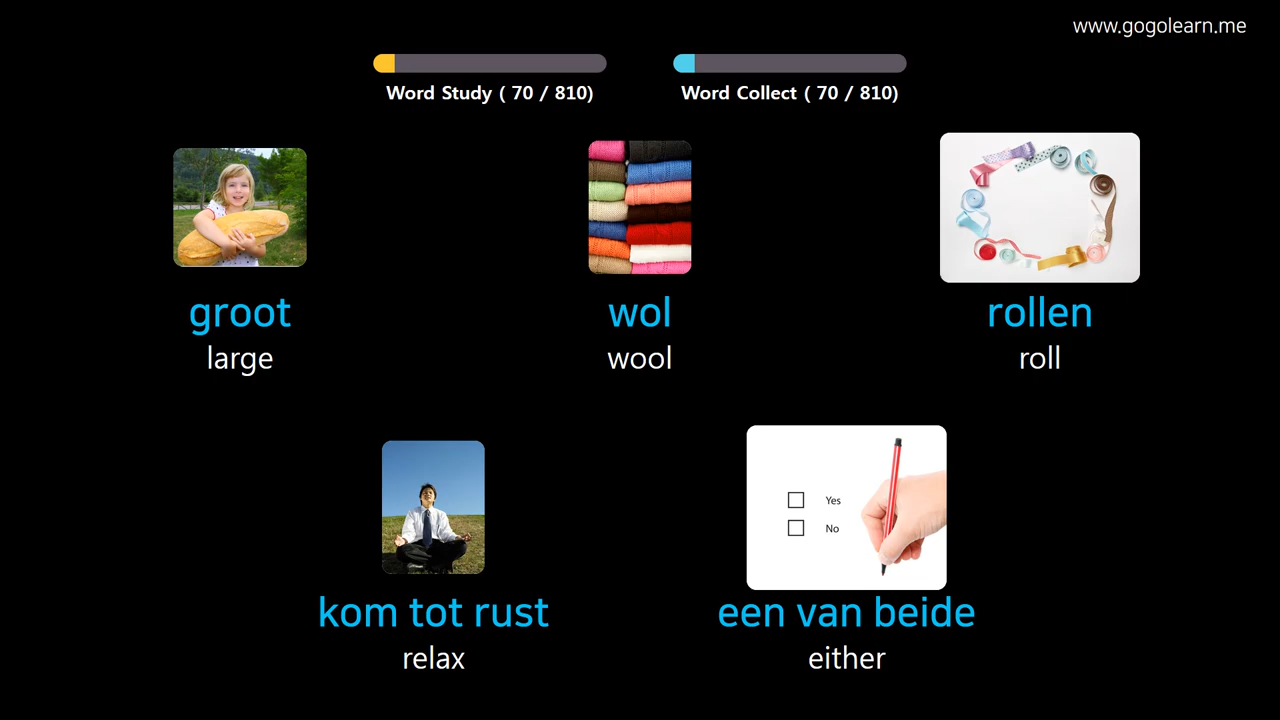 www.gogolearn.me
Word Study ( 70 / 810)
Word Collect ( 70 / 810)
groot
large
wol
wool
rollen
roll
kom tot rust
relax
Yes
No
een van beide
either